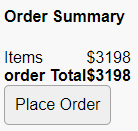 Order Summary
Items $3198
order Total$3198
Place Order